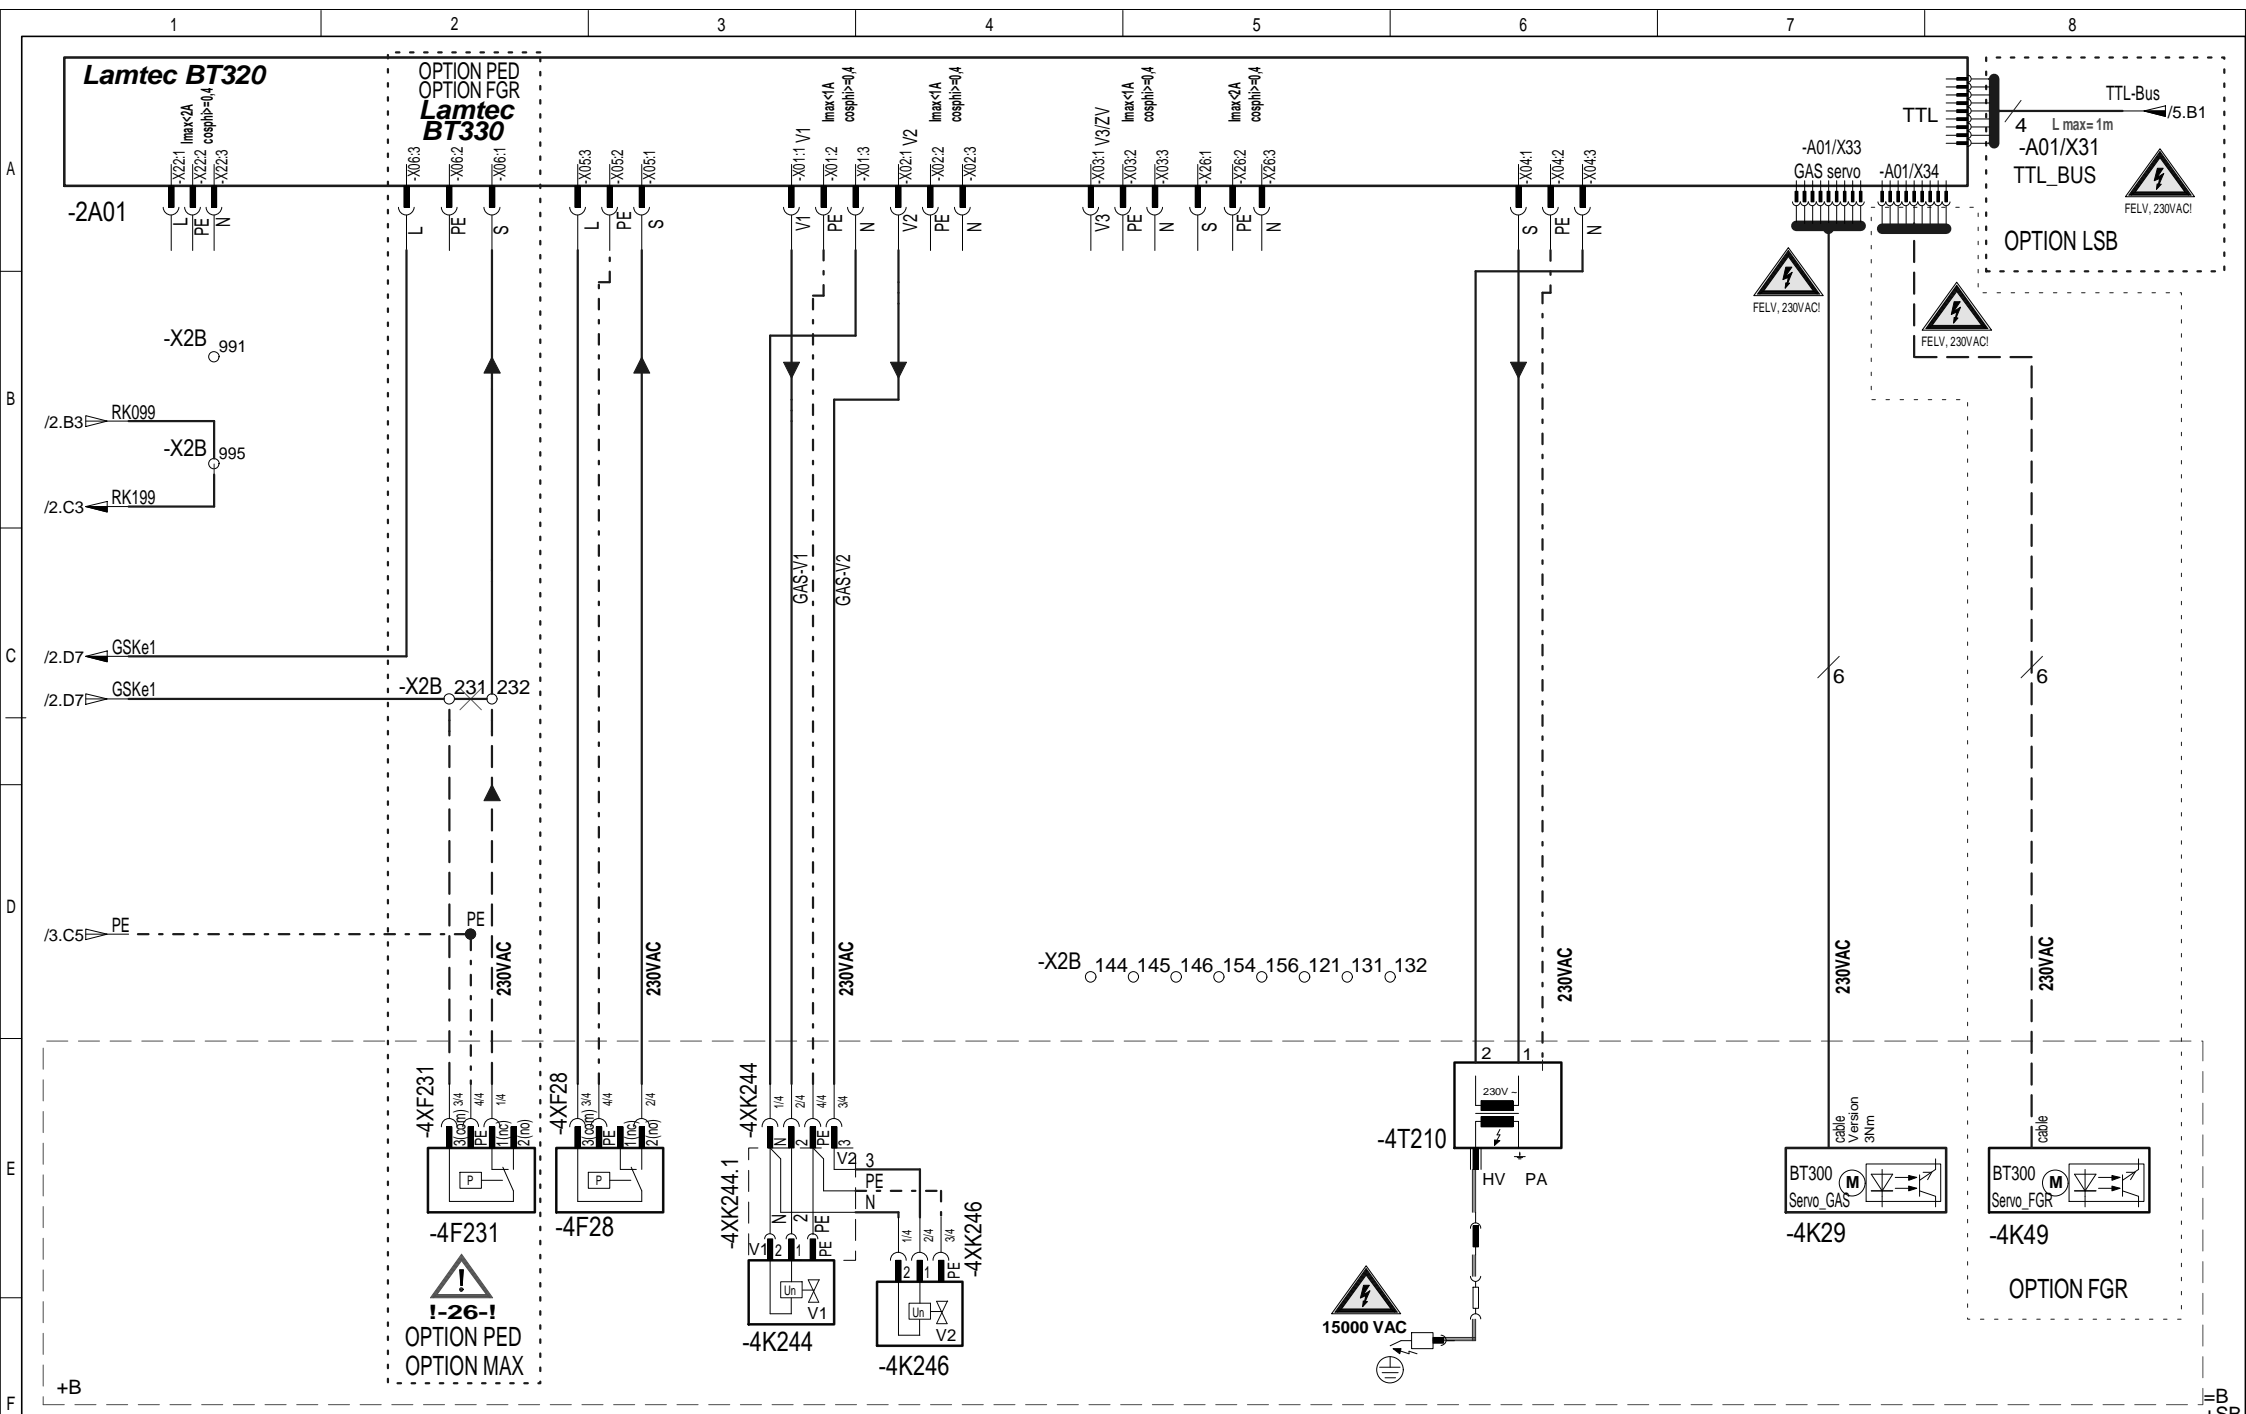 1 2 3 4 5 6 7 8
A
B
C
D
E
F
Lamtec BT320
OPTION PED
OPTION FGR
Lamtec
BT330
Imax<2A
cosphi>=0,4
Imax<1A
cosphi>=0,4
Imax<1A
cosphi>=0,4
Imax<1A
cosphi>=0,4
Imax<2A
cosphi>=0,4
-X22:1 -X22:2 -X22:3
-X06:3 -X06:2 -X06:1
-X05:3 -X05:2 -X05:1
-X01:1 V1 -X01:2 -X01:3
-X02:1 V2 -X02:2 -X02:3
-X03:1 V3/ZV -X03:2 -X03:3
-X26:1 -X26:2 -X26:3
-X04:1 -X04:2 -X04:3
-A01/X33
GAS servo
-A01/X34
TTL
TTL-Bus
/5.B1
4
L max= 1m
-A01/X31
TTL_BUS
FELV, 230VAC!
OPTION LSB
-2A01
L PE N
L PE S
L PE S
V1 PE N
V2 PE N
V3 PE N
S PE N
S PE N
FELV, 230VAC!
FELV, 230VAC!
-X2B 991
/2.B3 RK099
-X2B 995
/2.C3 RK199
GAS-V1
GAS-V2
/2.D7 GSKe1
/2.D7 GSKe1
-X2B 231 232
6
6
/3.C5 PE
PE
230VAC
230VAC
230VAC
230VAC
230VAC
230VAC
-X2B 144 145 146 154 156 121 131 132
-4XF231
3/4 4/4 1/4
3(com) PE 1(nc) 2(no)
P
-4F231
!
!-26-!
OPTION PED
OPTION MAX
-4XF28
3/4 4/4 2/4
3(com) PE 1(nc) 2(no)
P
-4F28
-4XK244
1/4 2/4 4/4 3/4
N 2 PE 3
V2 3
PE
N
-4XK244.1
N 2 PE
V1 2 1 PE
Un
V1
-4K244
1/4 2/4 3/4
-4XK246
2 1 PE
Un
V2
-4K246
2 1
230V ~
-4T210
HV PA
15000 VAC
cable
Version
3Nm
BT300
M
Servo_GAS
-4K29
cable
BT300
M
Servo_FGR
-4K49
OPTION FGR
+B
=B
+SB